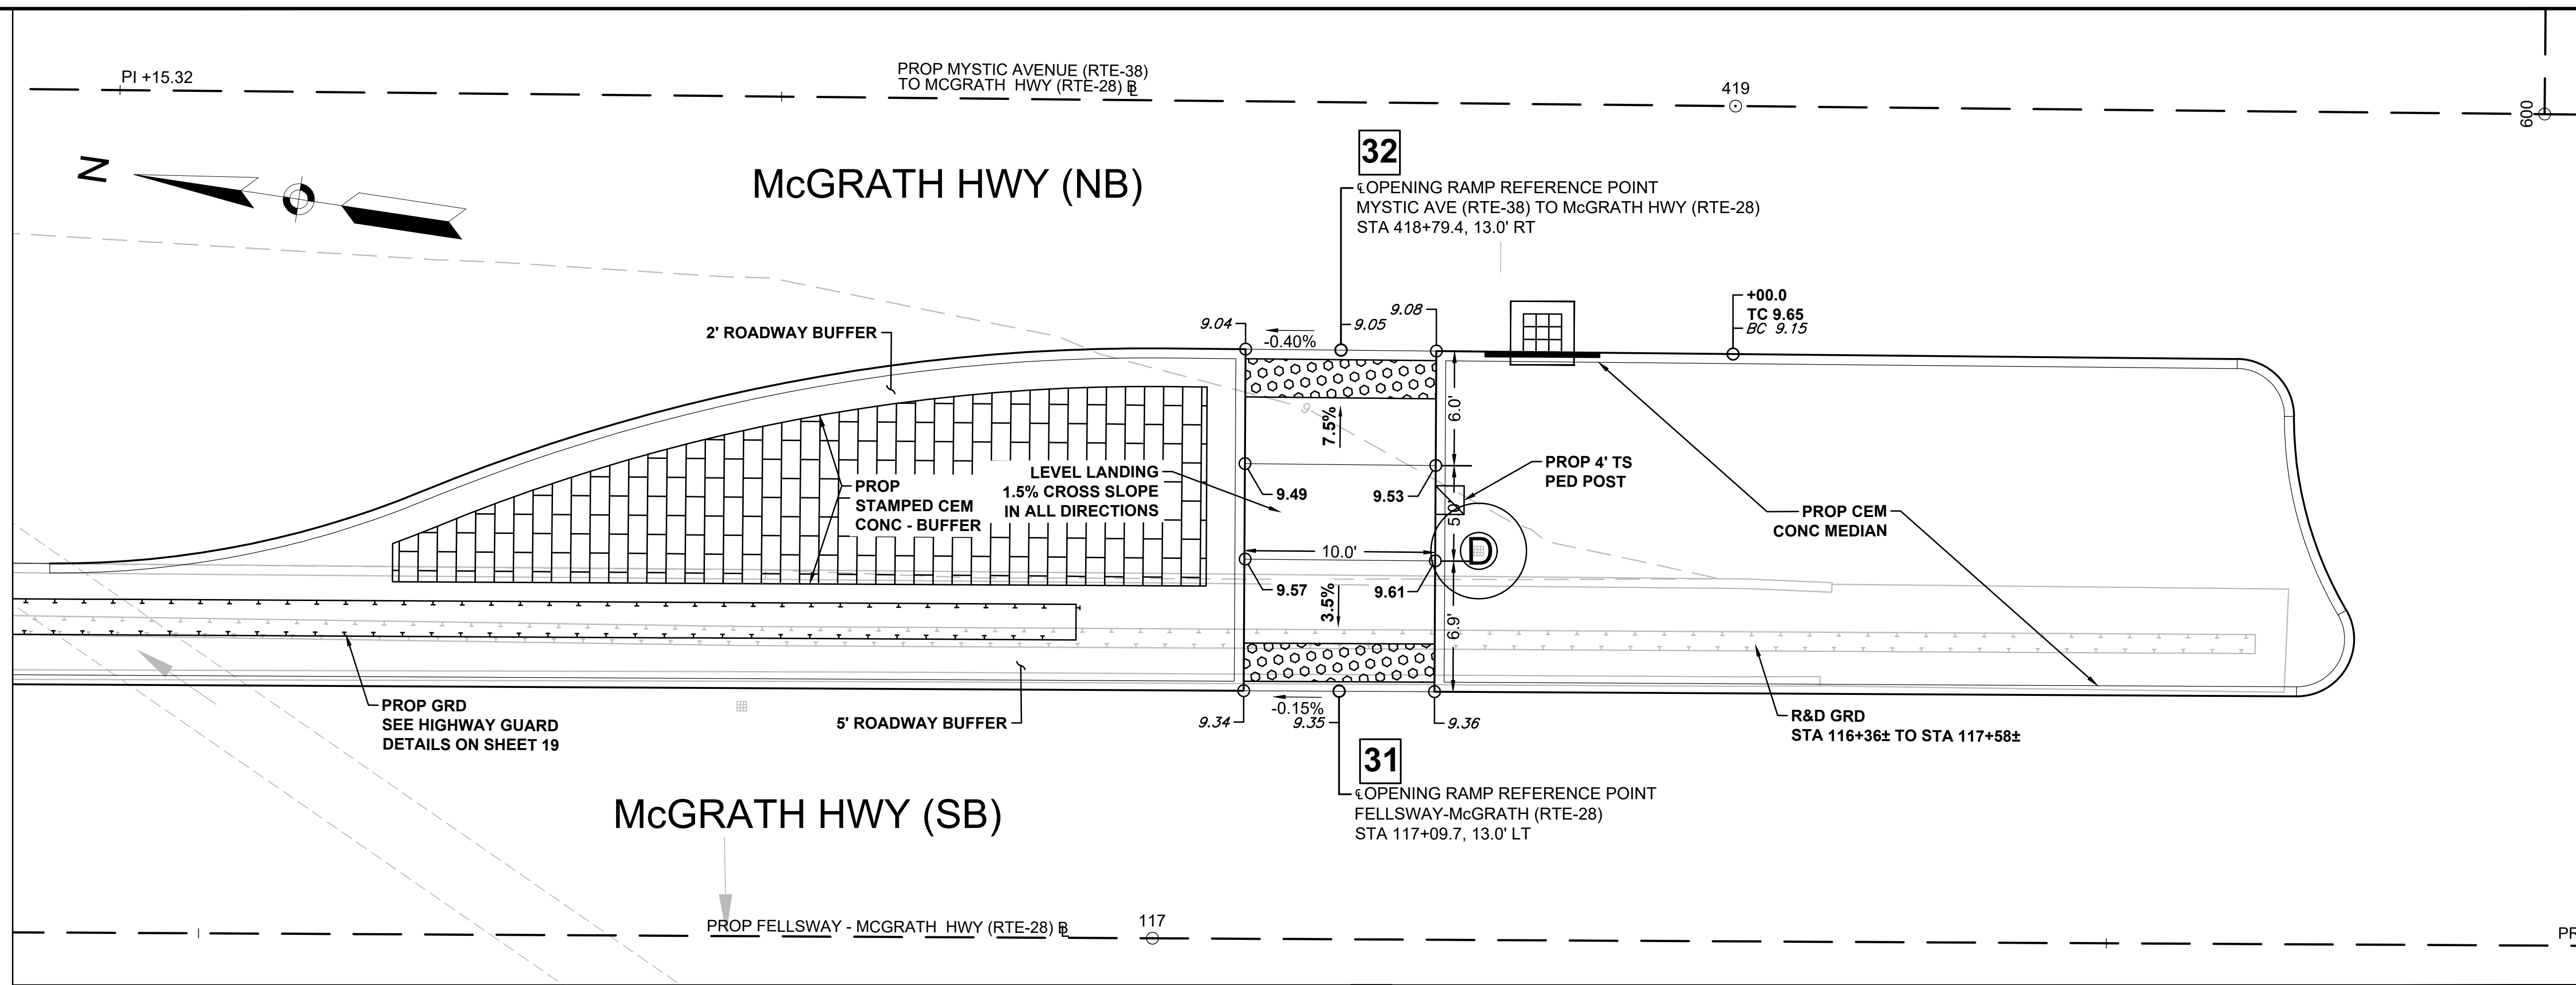 PI +15.32
PROP MYSTIC AVENUE (RTE-38)
TO MCGRATH HWY (RTE-28) BL
419
600
N
McGRATH HWY (NB)
32
℄ OPENING RAMP REFERENCE POINT
MYSTIC AVE (RTE-38) TO McGRATH HWY (RTE-28)
STA 418+79.4, 13.0' RT
2' ROADWAY BUFFER
9.04
-0.40%
9.05
9.08
+00.0
TC 9.65
BC 9.15
9
7.5%
6.0'
LEVEL LANDING
1.5% CROSS SLOPE
IN ALL DIRECTIONS
PROP
STAMPED CEM
CONC - BUFFER
9.49
9.53
PROP 4' TS
PED POST
5.0'
D
PROP CEM
CONC MEDIAN
10.0'
9.57
9.61
3.5%
6.9'
PROP GRD
SEE HIGHWAY GUARD
DETAILS ON SHEET 19
5' ROADWAY BUFFER
9.34
-0.15%
9.35
9.36
R&D GRD
STA 116+36± TO STA 117+58±
31
℄ OPENING RAMP REFERENCE POINT
FELLSWAY-McGRATH (RTE-28)
STA 117+09.7, 13.0' LT
McGRATH HWY (SB)
PROP FELLSWAY - MCGRATH HWY (RTE-28) BL
117
PR